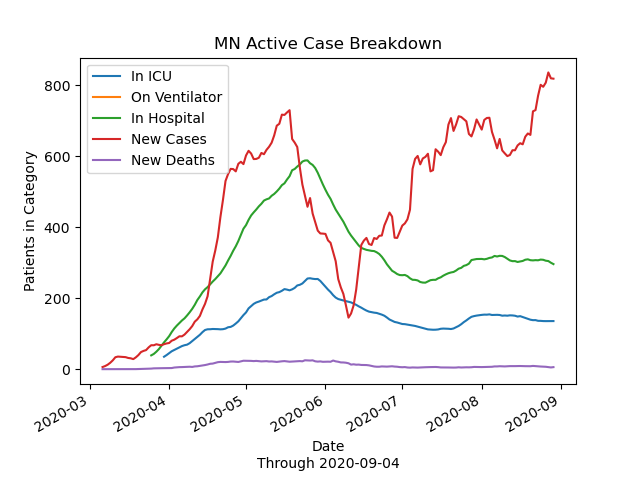 MN Active Case Breakdown
In ICU
On Ventilator
In Hospital
New Cases
New Deaths
Patients in Category
800
600
400
200
0
2020-03
2020-04
2020-05
2020-06
2020-07
2020-08
2020-09
Date
Through 2020-09-04